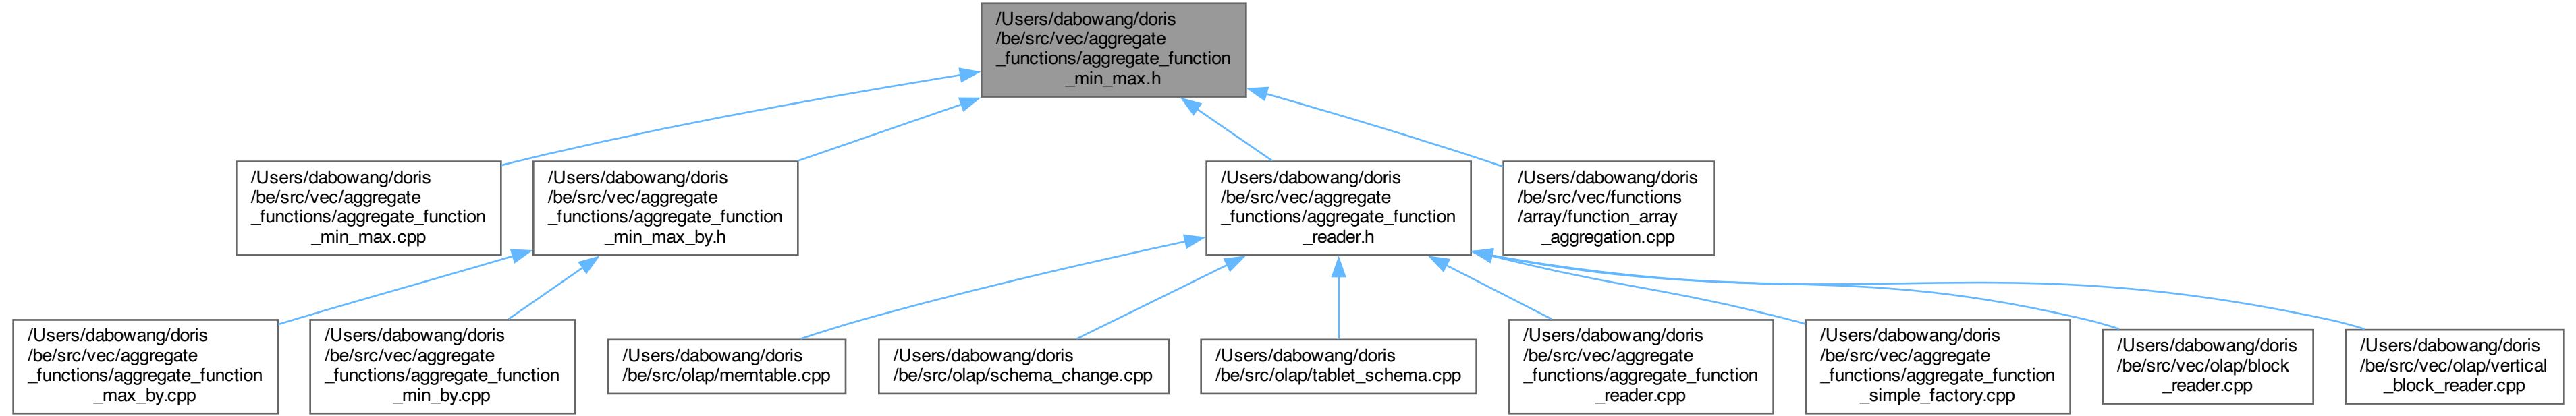 /Users/dabowang/doris
/be/src/vec/aggregate
_functions/aggregate_function
_min_max.h
/Users/dabowang/doris
/be/src/vec/aggregate
_functions/aggregate_function
_min_max.cpp
/Users/dabowang/doris
/be/src/vec/aggregate
_functions/aggregate_function
_min_max_by.h
/Users/dabowang/doris
/be/src/vec/aggregate
_functions/aggregate_function
_reader.h
/Users/dabowang/doris
/be/src/vec/functions
/array/function_array
_aggregation.cpp
/Users/dabowang/doris
/be/src/vec/aggregate
_functions/aggregate_function
_max_by.cpp
/Users/dabowang/doris
/be/src/vec/aggregate
_functions/aggregate_function
_min_by.cpp
/Users/dabowang/doris
/be/src/olap/memtable.cpp
/Users/dabowang/doris
/be/src/olap/schema_change.cpp
/Users/dabowang/doris
/be/src/olap/tablet_schema.cpp
/Users/dabowang/doris
/be/src/vec/aggregate
_functions/aggregate_function
_reader.cpp
/Users/dabowang/doris
/be/src/vec/aggregate
_functions/aggregate_function
_simple_factory.cpp
/Users/dabowang/doris
/be/src/vec/olap/block
_reader.cpp
/Users/dabowang/doris
/be/src/vec/olap/vertical
_block_reader.cpp